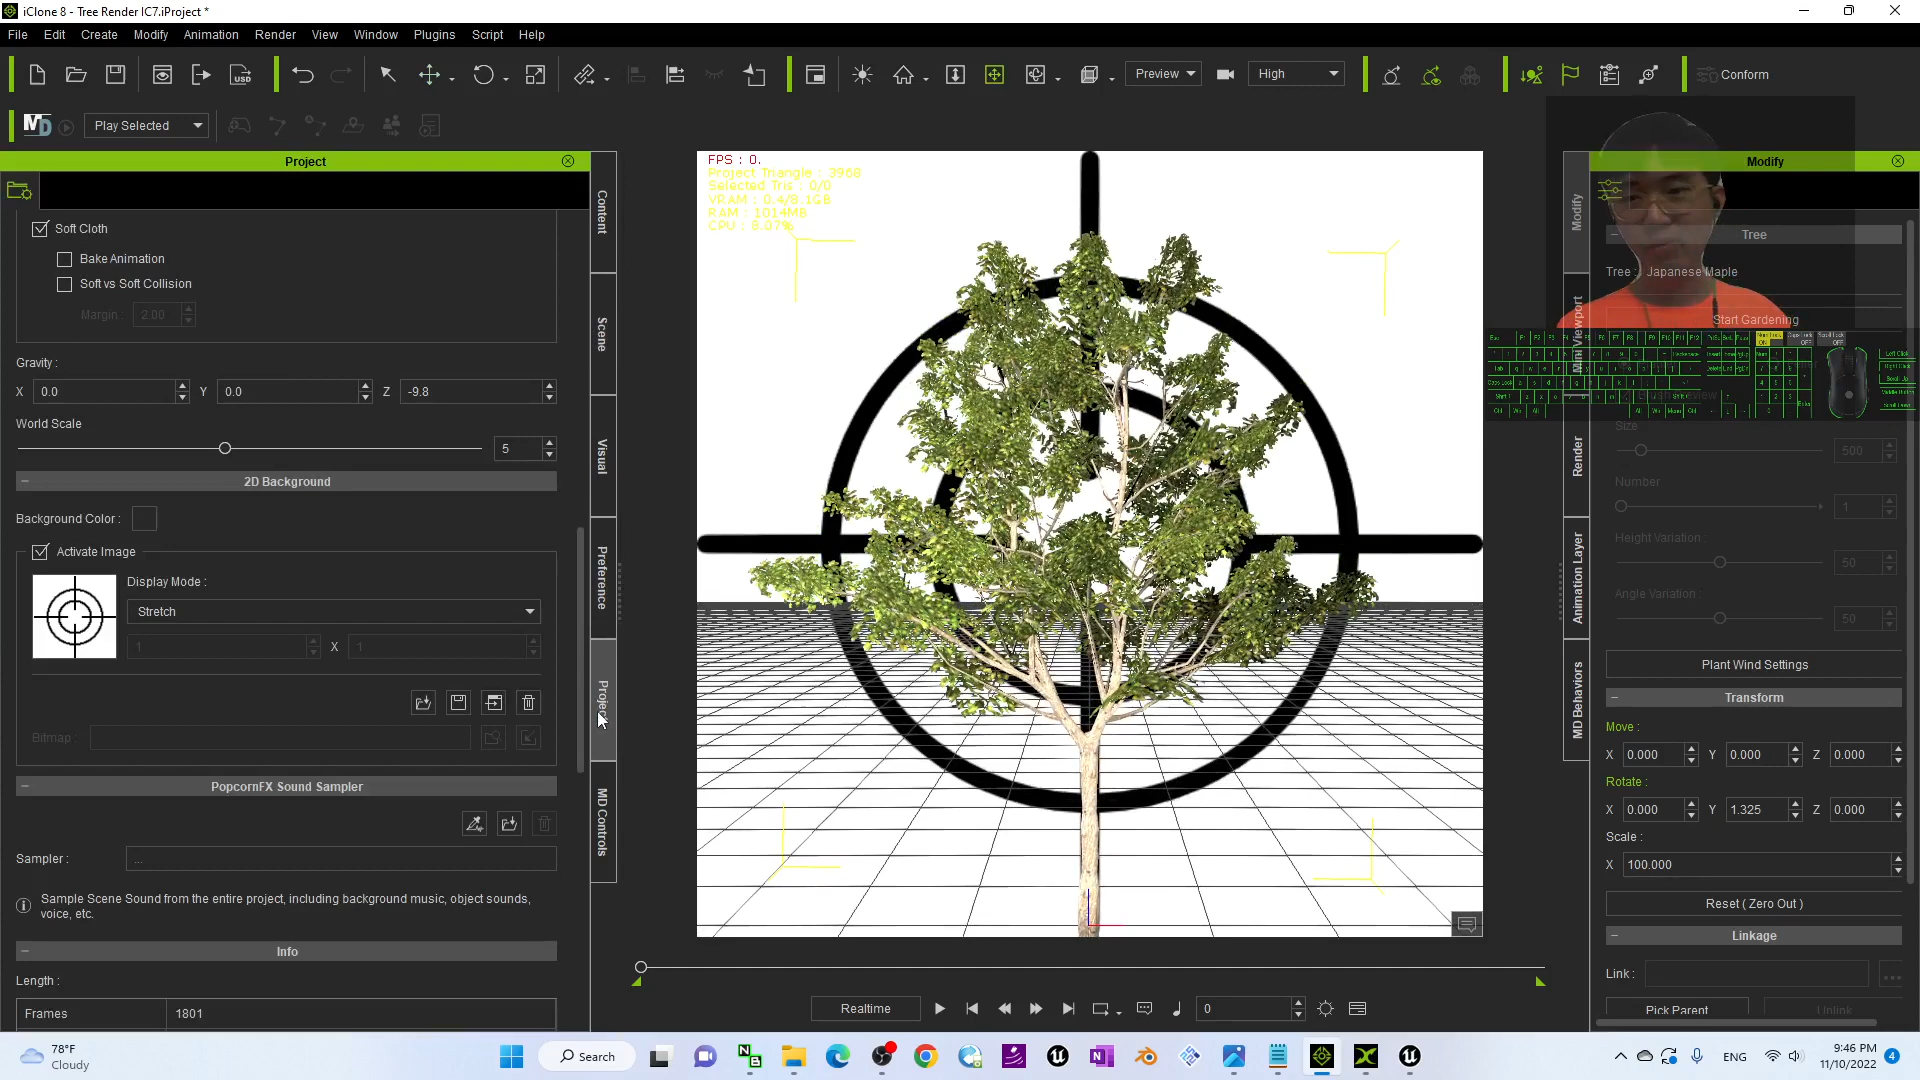 iClone 8 - Tree Render IC7.iProject *
File Edit Create Modify Animation Render View Window Plugins Script Help
USD
Preview
High
Conform
MD
Play Selected
Project
Soft Cloth
Bake Animation
Soft vs Soft Collision
Margin : 2.00
Gravity :
X 0.0 Y 0.0 Z -9.8
World Scale
5
2D Background
Background Color :
Activate Image
Display Mode :
Stretch
1 X 1
Bitmap :
PopcornFX Sound Sampler
Sampler : ...
Sample Scene Sound from the entire project, including background music, object sounds,
voice, etc.
Info
Length :
Frames 1801
Content
Scene
Visual
Preference
Project
MD Controls
FPS : 0.
Project Triangle : 3968
Selected Tris : 0/0
VRAM : 0.4/8.1GB
RAM : 1014MB
CPU : 8.07%
Realtime
0
Modify
Mini Viewport
Render
Animation Layer
MD Behaviors
Modify
Tree
Tree : Japanese Maple
Start Gardening
Size
500
Number
1
Height Variation :
50
Angle Variation :
50
Plant Wind Settings
Transform
Move :
X 0.000 Y 0.000 Z 0.000
Rotate :
X 0.000 Y 1.325 Z 0.000
Scale :
X 100.000
Reset ( Zero Out )
Linkage
Link :
Pick Parent Unlink
78°F
Cloudy
Search
ENG
9:46 PM
11/10/2022
4